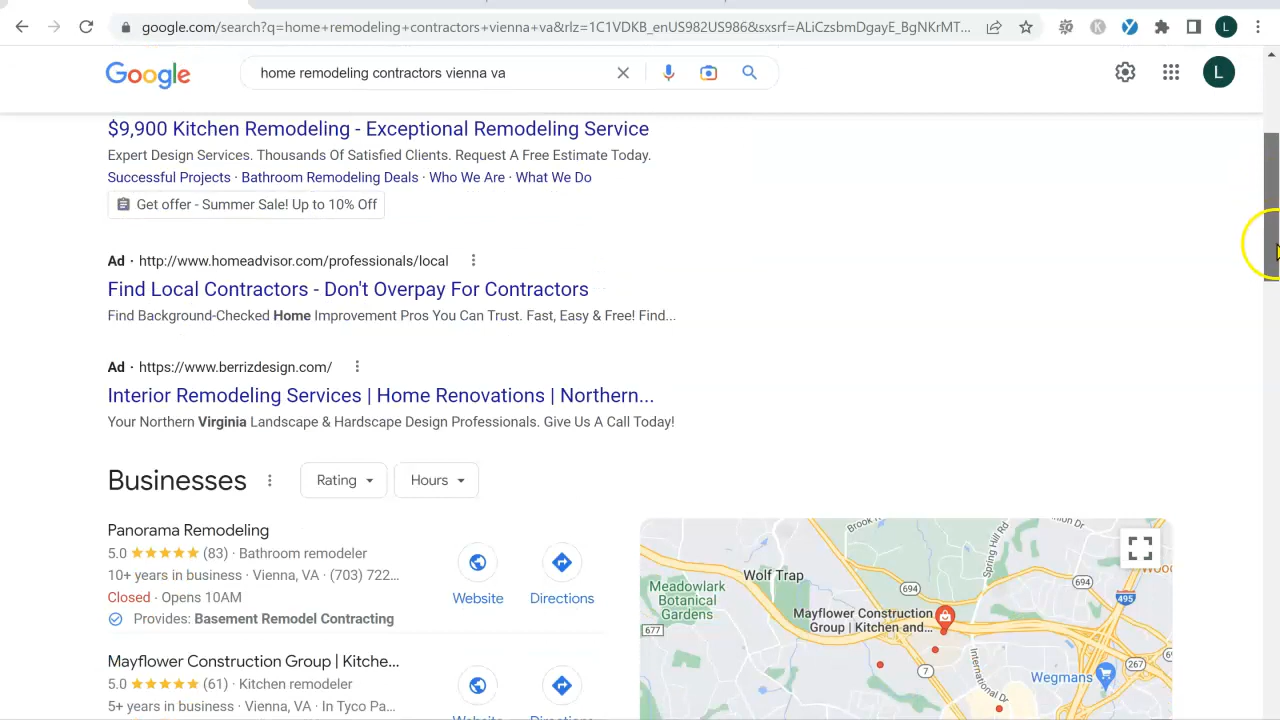 google.com/search?q=home+remodeling+contractors+vienna+va&rlz=1C1VDKB_enUS982US986&sxsrf=ALiCzsbmDgayE_BgNKrMT...
K
L
Google
home remodeling contractors vienna va
L
$9,900 Kitchen Remodeling - Exceptional Remodeling Service
Expert Design Services. Thousands Of Satisfied Clients. Request A Free Estimate Today.
Successful Projects · Bathroom Remodeling Deals · Who We Are · What We Do
Get offer - Summer Sale! Up to 10% Off
Ad · http://www.homeadvisor.com/professionals/local
Find Local Contractors - Don't Overpay For Contractors
Find Background-Checked Home Improvement Pros You Can Trust. Fast, Easy & Free! Find...
Ad · https://www.berrizdesign.com/
Interior Remodeling Services | Home Renovations | Northern...
Your Northern Virginia Landscape & Hardscape Design Professionals. Give Us A Call Today!
Businesses
Rating
Hours
Panorama Remodeling
5.0 (83) · Bathroom remodeler
10+ years in business · Vienna, VA · (703) 722...
Closed · Opens 10AM
Provides: Basement Remodel Contracting
Website
Directions
Mayflower Construction Group | Kitche...
5.0 (61) · Kitchen remodeler
5+ years in business · Vienna, VA · In Tyco Pa...
Wolf Trap
Meadowlark
Botanical
Gardens
677
694
Spring Hill Rd
694
495
Mayflower Construction
Group | Kitchen and...
7
International Dr
267
Wegmans